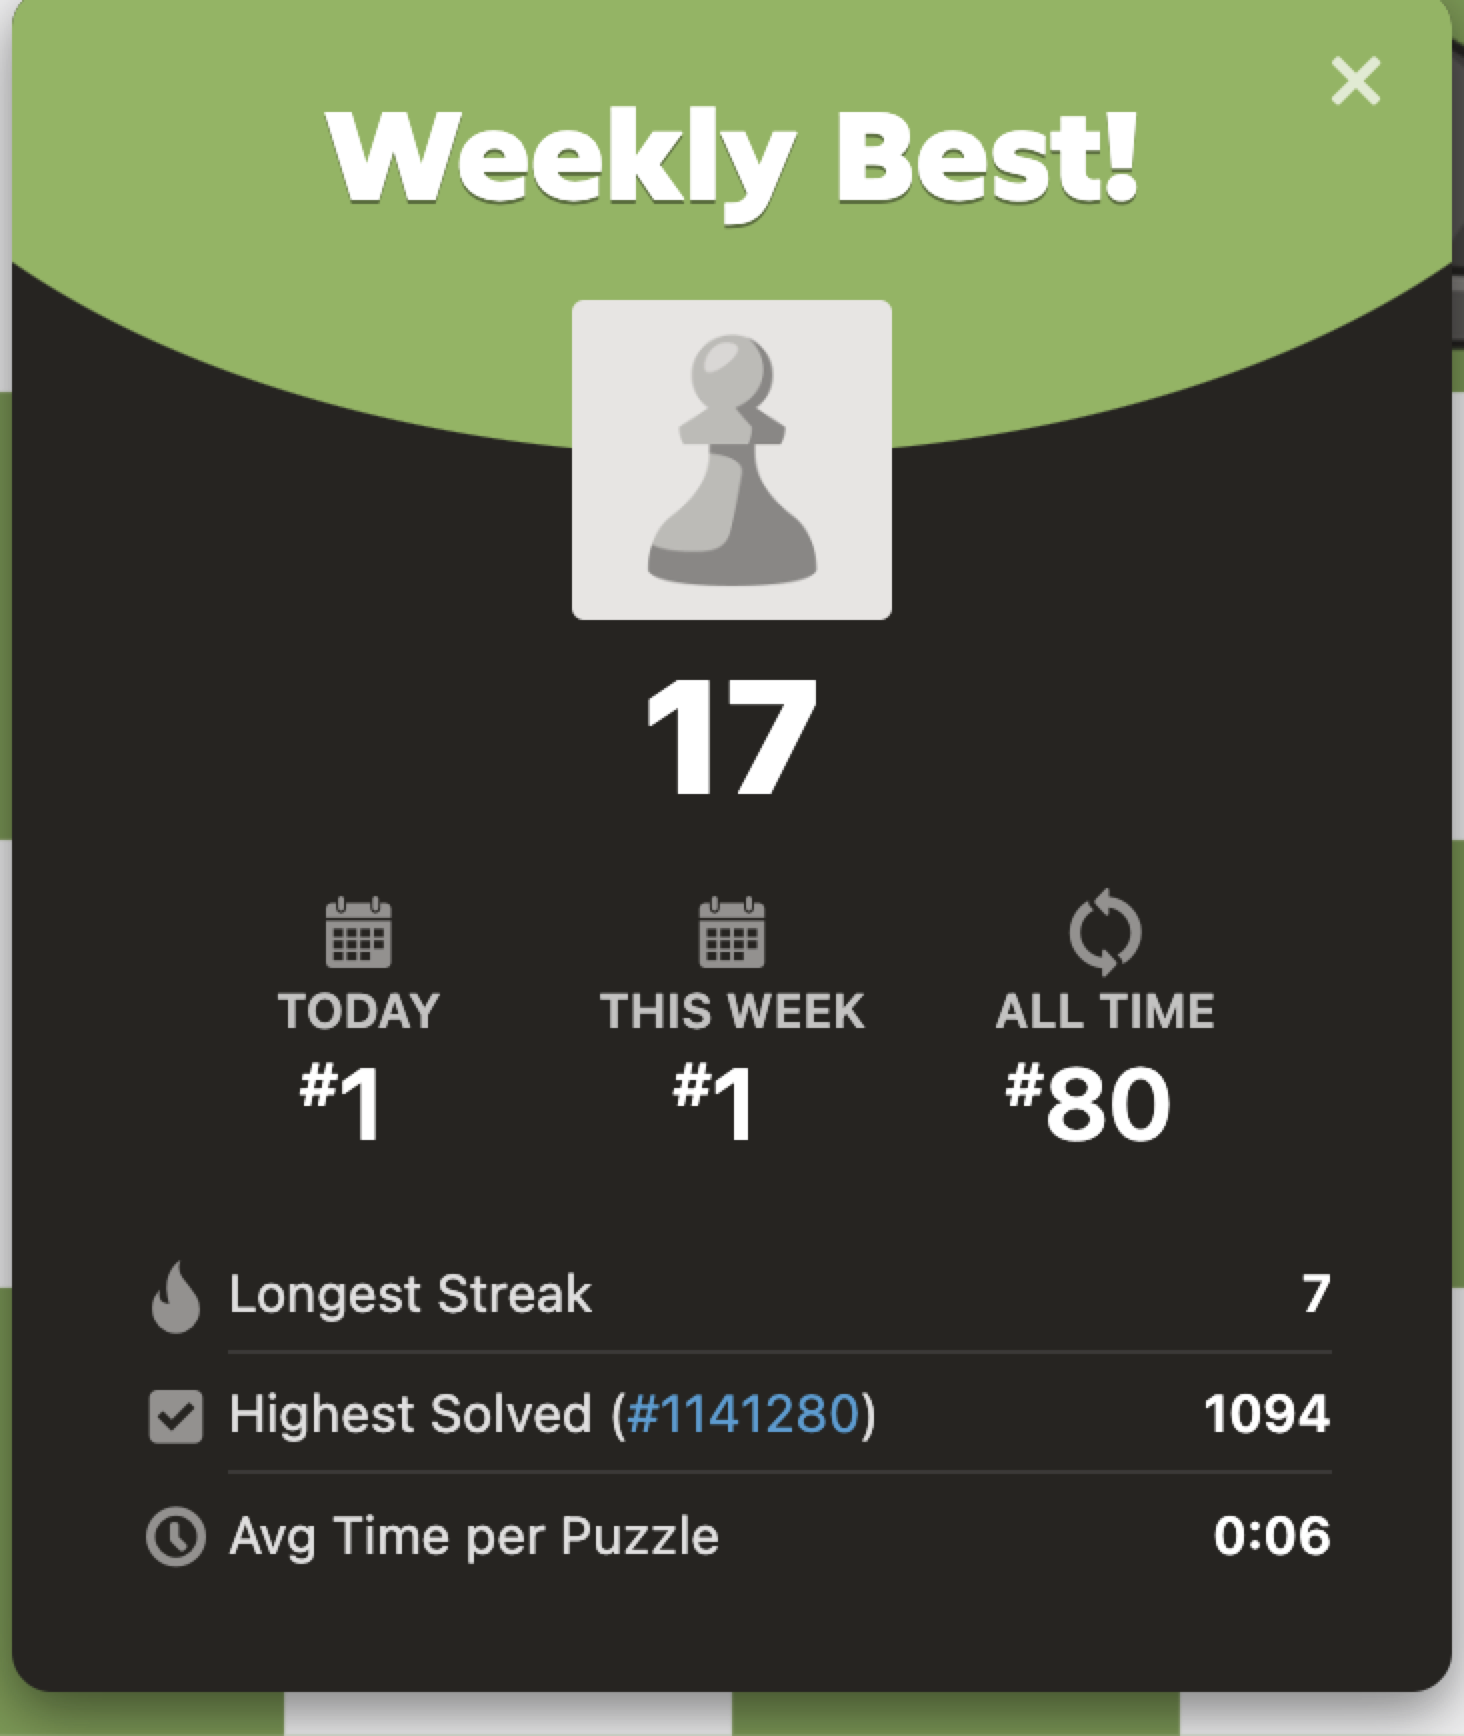 Weekly Best!
17
TODAY
#1
THIS WEEK
#1
ALL TIME
#80
Longest Streak 7
Highest Solved (#1141280) 1094
Avg Time per Puzzle 0:06